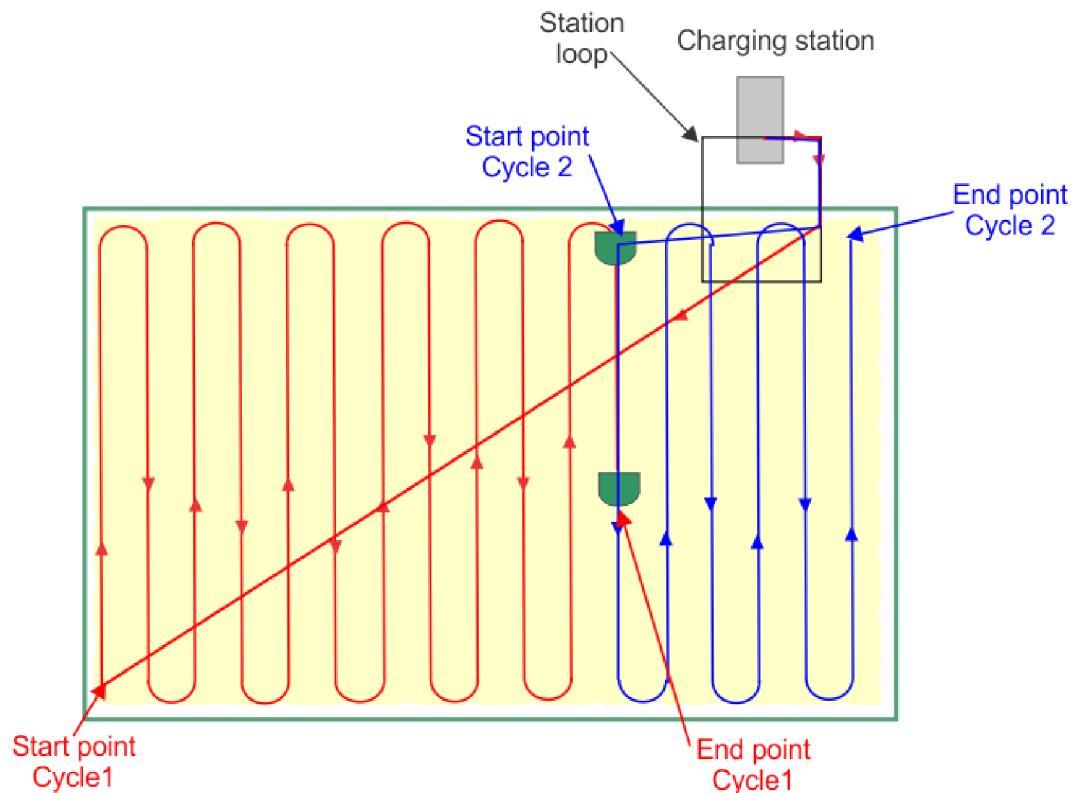 Station
loop
Charging station
Start point
Cycle 2
End point
Cycle 2
Start point
Cycle1
End point
Cycle1